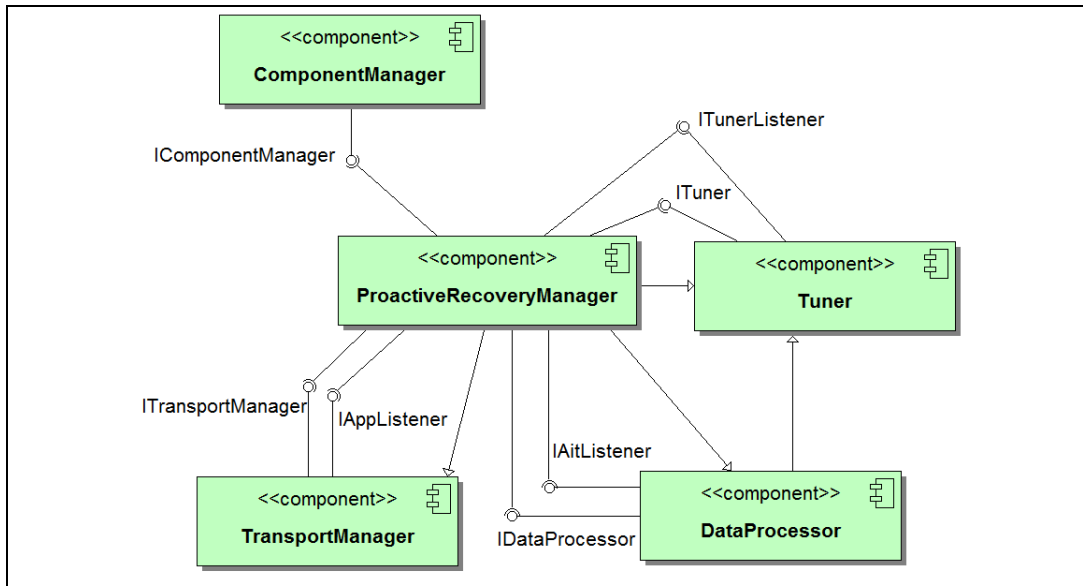 <<component>>
ComponentManager
ITunerListener
IComponentManager
ITuner
<<component>>
ProactiveRecoveryManager
<<component>>
Tuner
ITransportManager
IAppListener
IAitListener
<<component>>
TransportManager
IDataProcessor
<<component>>
DataProcessor